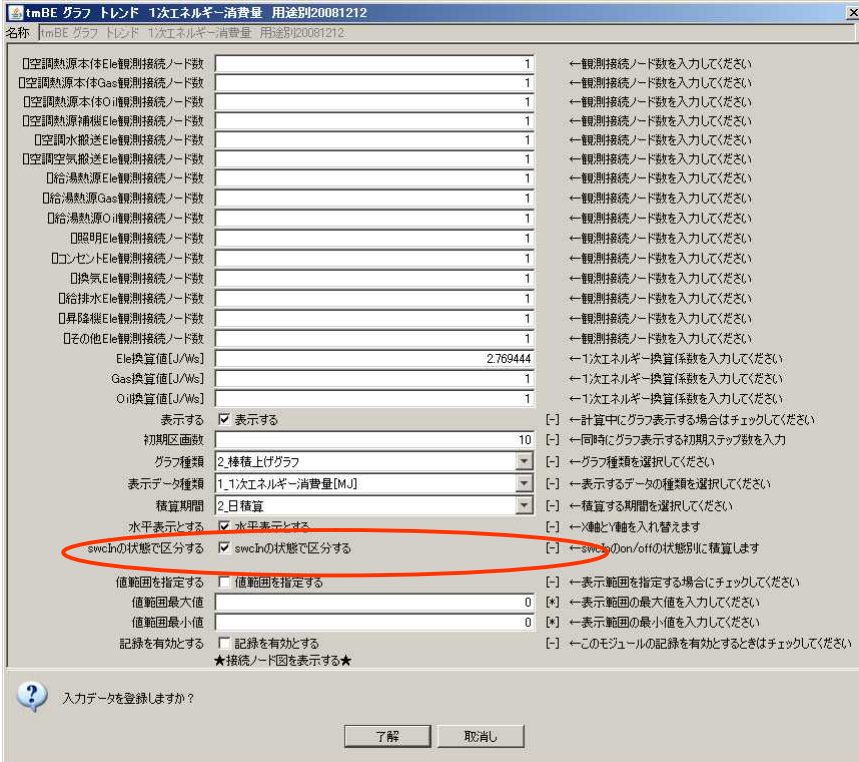 tmBE グラフ トレンド 1次エネルギー消費量 用途別20081212
名称 tmBE グラフ トレンド 1次エネルギー消費量 用途別20081212
□空調熱源本体Ele観測接続ノード数 1 ←観測接続ノード数を入力してください
□空調熱源本体Gas観測接続ノード数 1 ←観測接続ノード数を入力してください
□空調熱源本体Oil観測接続ノード数 1 ←観測接続ノード数を入力してください
□空調熱源補機Ele観測接続ノード数 1 ←観測接続ノード数を入力してください
□空調水搬送Ele観測接続ノード数 1 ←観測接続ノード数を入力してください
□空調空気搬送Ele観測接続ノード数 1 ←観測接続ノード数を入力してください
□給湯熱源Ele観測接続ノード数 1 ←観測接続ノード数を入力してください
□給湯熱源Gas観測接続ノード数 1 ←観測接続ノード数を入力してください
□給湯熱源Oil観測接続ノード数 1 ←観測接続ノード数を入力してください
□照明Ele観測接続ノード数 1 ←観測接続ノード数を入力してください
□コンセントEle観測接続ノード数 1 ←観測接続ノード数を入力してください
□換気Ele観測接続ノード数 1 ←観測接続ノード数を入力してください
□給排水Ele観測接続ノード数 1 ←観測接続ノード数を入力してください
□昇降機Ele観測接続ノード数 1 ←観測接続ノード数を入力してください
□その他Ele観測接続ノード数 1 ←観測接続ノード数を入力してください
Ele換算値[J/Ws] 2.769444 ←1次エネルギー換算係数を入力してください
Gas換算値[J/Ws] 1 ←1次エネルギー換算係数を入力してください
Oil換算値[J/Ws] 1 ←1次エネルギー換算係数を入力してください
表示する 表示する [-] ←計算中にグラフ表示する場合はチェックしてください
初期区画数 10 [-] ←同時にグラフ表示する初期ステップ数を入力
グラフ種類 2_棒積上げグラフ [-] ←グラフ種類を選択してください
表示データ種類 1_1次エネルギー消費量[MJ] [-] ←表示するデータの種類を選択してください
積算期間 2_日積算 [-] ←積算する期間を選択してください
水平表示とする 水平表示とする [-] ←X軸とY軸を入れ替えます
swcInの状態で区分する swcInの状態で区分する [-] ←swcInのon/offの状態別に積算します
値範囲を指定する 値範囲を指定する [-] ←表示範囲を指定する場合にチェックしてください
値範囲最大値 0 [*] ←表示範囲の最大値を入力してください
値範囲最小値 0 [*] ←表示範囲の最小値を入力してください
記録を有効とする 記録を有効とする [-] ←このモジュールの記録を有効とするときはチェックしてください
★接続ノード図を表示する★
入力データを登録しますか？
了解 取消し